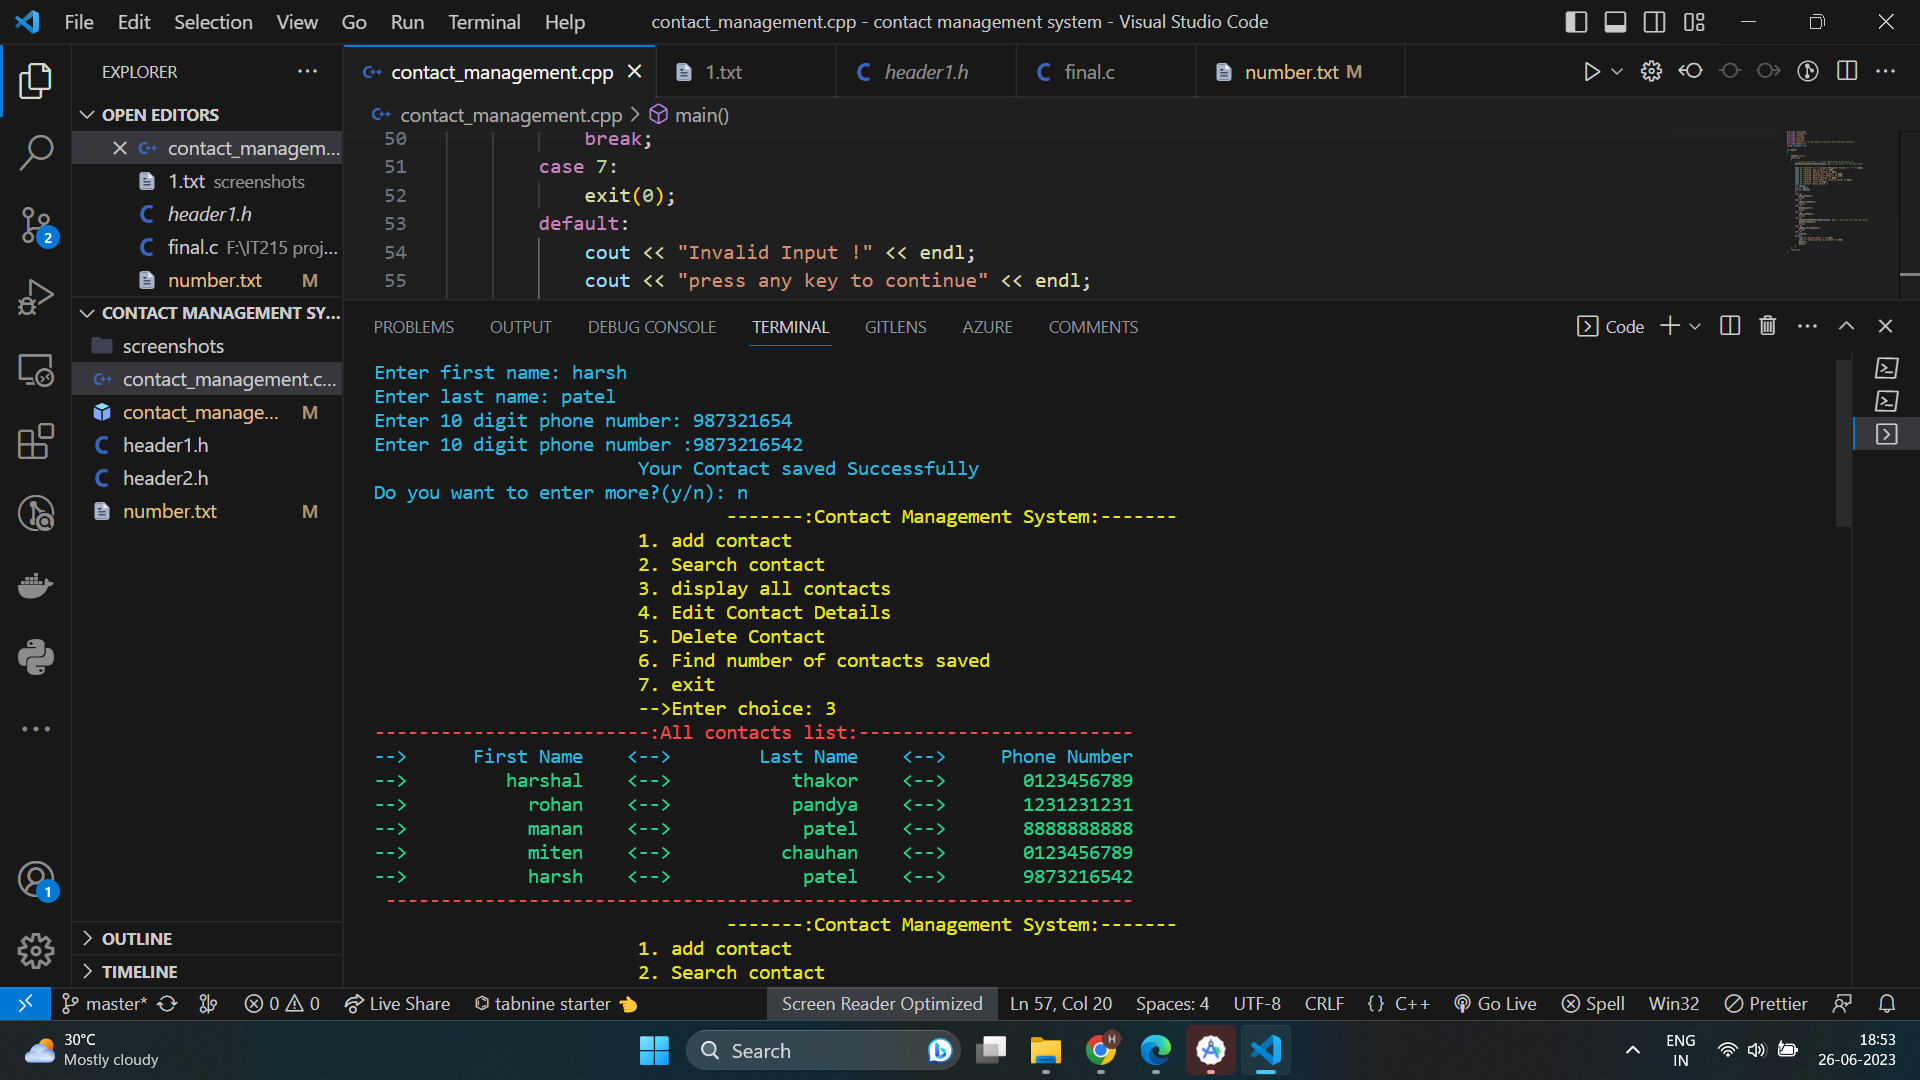 File Edit Selection View Go Run Terminal Help
contact_management.cpp - contact management system - Visual Studio Code
EXPLORER
OPEN EDITORS
contact_managem...
1.txt screenshots
header1.h
final.c F:\IT215 proj...
number.txt M
CONTACT MANAGEMENT SY...
screenshots
contact_management.c...
contact_manage... M
header1.h
header2.h
number.txt M
OUTLINE
TIMELINE
2
1
contact_management.cpp
1.txt
header1.h
final.c
number.txt M
contact_management.cpp > main()
50 break;
51 case 7:
52 exit(0);
53 default:
54 cout << "Invalid Input !" << endl;
55 cout << "press any key to continue" << endl;
PROBLEMS OUTPUT DEBUG CONSOLE TERMINAL GITLENS AZURE COMMENTS
Code
Enter first name: harsh
Enter last name: patel
Enter 10 digit phone number: 987321654
Enter 10 digit phone number :9873216542
Your Contact saved Successfully
Do you want to enter more?(y/n): n
-------:Contact Management System:-------
1. add contact
2. Search contact
3. display all contacts
4. Edit Contact Details
5. Delete Contact
6. Find number of contacts saved
7. exit
-->Enter choice: 3
-------------------------:All contacts list:-------------------------
--> First Name <--> Last Name <--> Phone Number
--> harshal <--> thakor <--> 0123456789
--> rohan <--> pandya <--> 1231231231
--> manan <--> patel <--> 8888888888
--> miten <--> chauhan <--> 0123456789
--> harsh <--> patel <--> 9873216542
--------------------------------------------------------------------
-------:Contact Management System:-------
1. add contact
2. Search contact
master* 0 0 Live Share tabnine starter Screen Reader Optimized Ln 57, Col 20 Spaces: 4 UTF-8 CRLF {} C++ Go Live Spell Win32 Prettier
30°C
Mostly cloudy
Search
H
ENG
IN
18:53
26-06-2023